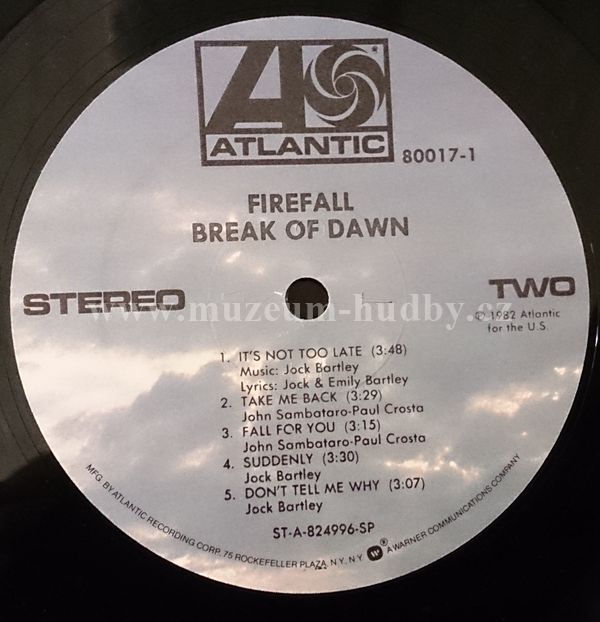 ATLANTIC
80017-1
FIREFALL
BREAK OF DAWN
STEREO
TWO
www.muzeum-hudby.cz
℗ 1982 Atlantic
for the U.S.
1. IT'S NOT TOO LATE (3:48)
Music: Jock Bartley
Lyrics: Jock & Emily Bartley
2. TAKE ME BACK (3:29)
John Sambataro-Paul Crosta
3. FALL FOR YOU (3:15)
John Sambataro-Paul Crosta
4. SUDDENLY (3:30)
Jock Bartley
5. DON'T TELL ME WHY (3:07)
Jock Bartley
ST-A-824996-SP
MFG. BY ATLANTIC RECORDING CORP. 75 ROCKEFELLER PLAZA, N.Y. N.Y. ® A WARNER COMMUNICATIONS COMPANY